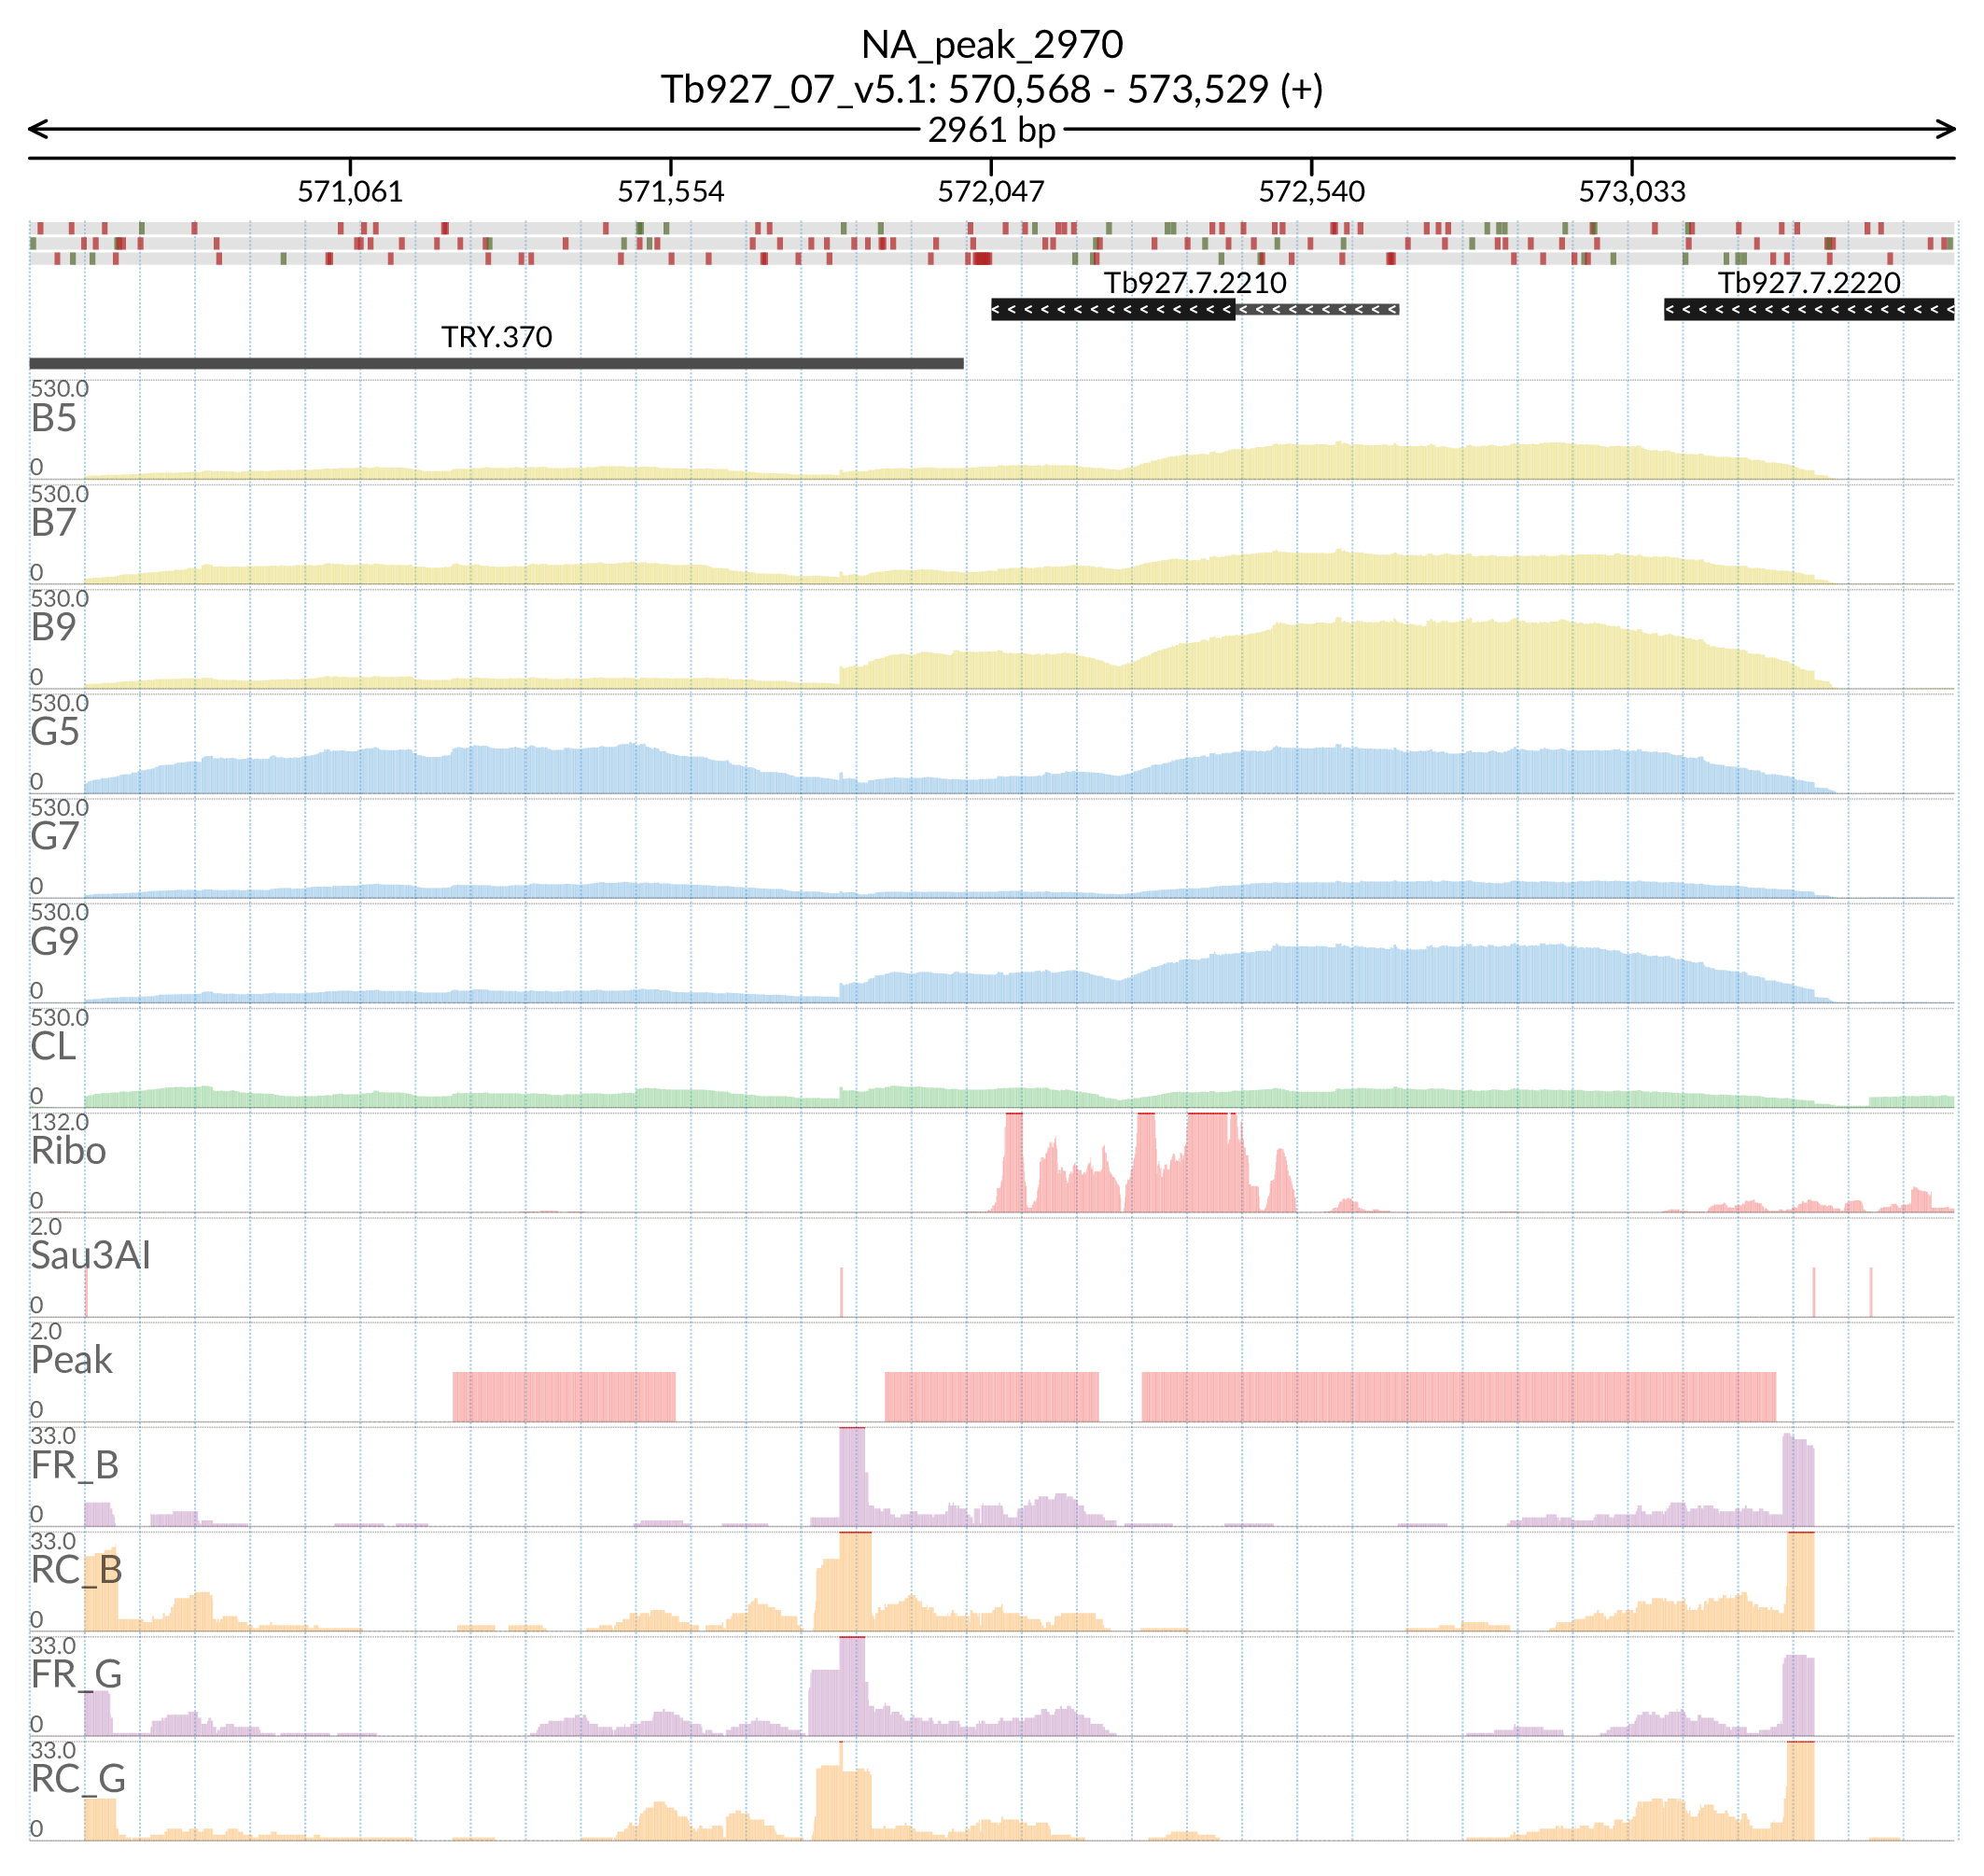 NA_peak_2970
Tb927_07_v5.1: 570,568 - 573,529 (+)
2961 bp
571,061 571,554 572,047 572,540 573,033
Tb927.7.2210 Tb927.7.2220
TRY.370
530.0
B5
0
530.0
B7
0
530.0
B9
0
530.0
G5
0
530.0
G7
0
530.0
G9
0
530.0
CL
0
132.0
Ribo
0
2.0
Sau3AI
0
2.0
Peak
0
33.0
FR_B
0
33.0
RC_B
0
33.0
FR_G
0
33.0
RC_G
0